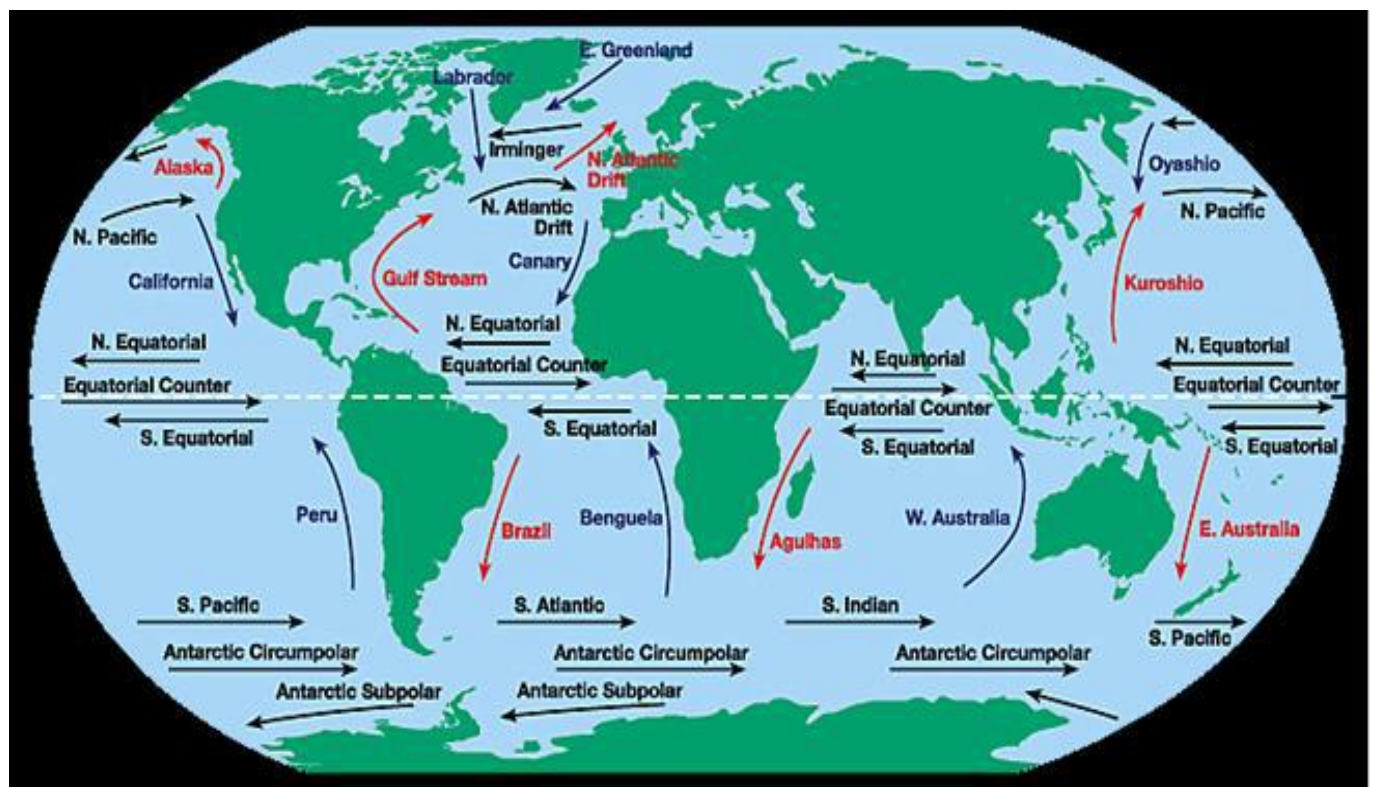 E. Greenland
Labrador
Irminger
Alaska
N. Atlantic
Drift
Oyashio
N. Pacific
N. Atlantic
Drift
N. Pacific
Canary
California
Gulf Stream
Kuroshio
N. Equatorial
N. Equatorial
N. Equatorial
N. Equatorial
Equatorial Counter
Equatorial Counter
Equatorial Counter
Equatorial Counter
S. Equatorial
S. Equatorial
S. Equatorial
S. Equatorial
Peru
Brazil
Benguela
Agulhas
W. Australia
E. Australia
S. Pacific
S. Atlantic
S. Indian
S. Pacific
Antarctic Circumpolar
Antarctic Circumpolar
Antarctic Circumpolar
Antarctic Subpolar
Antarctic Subpolar